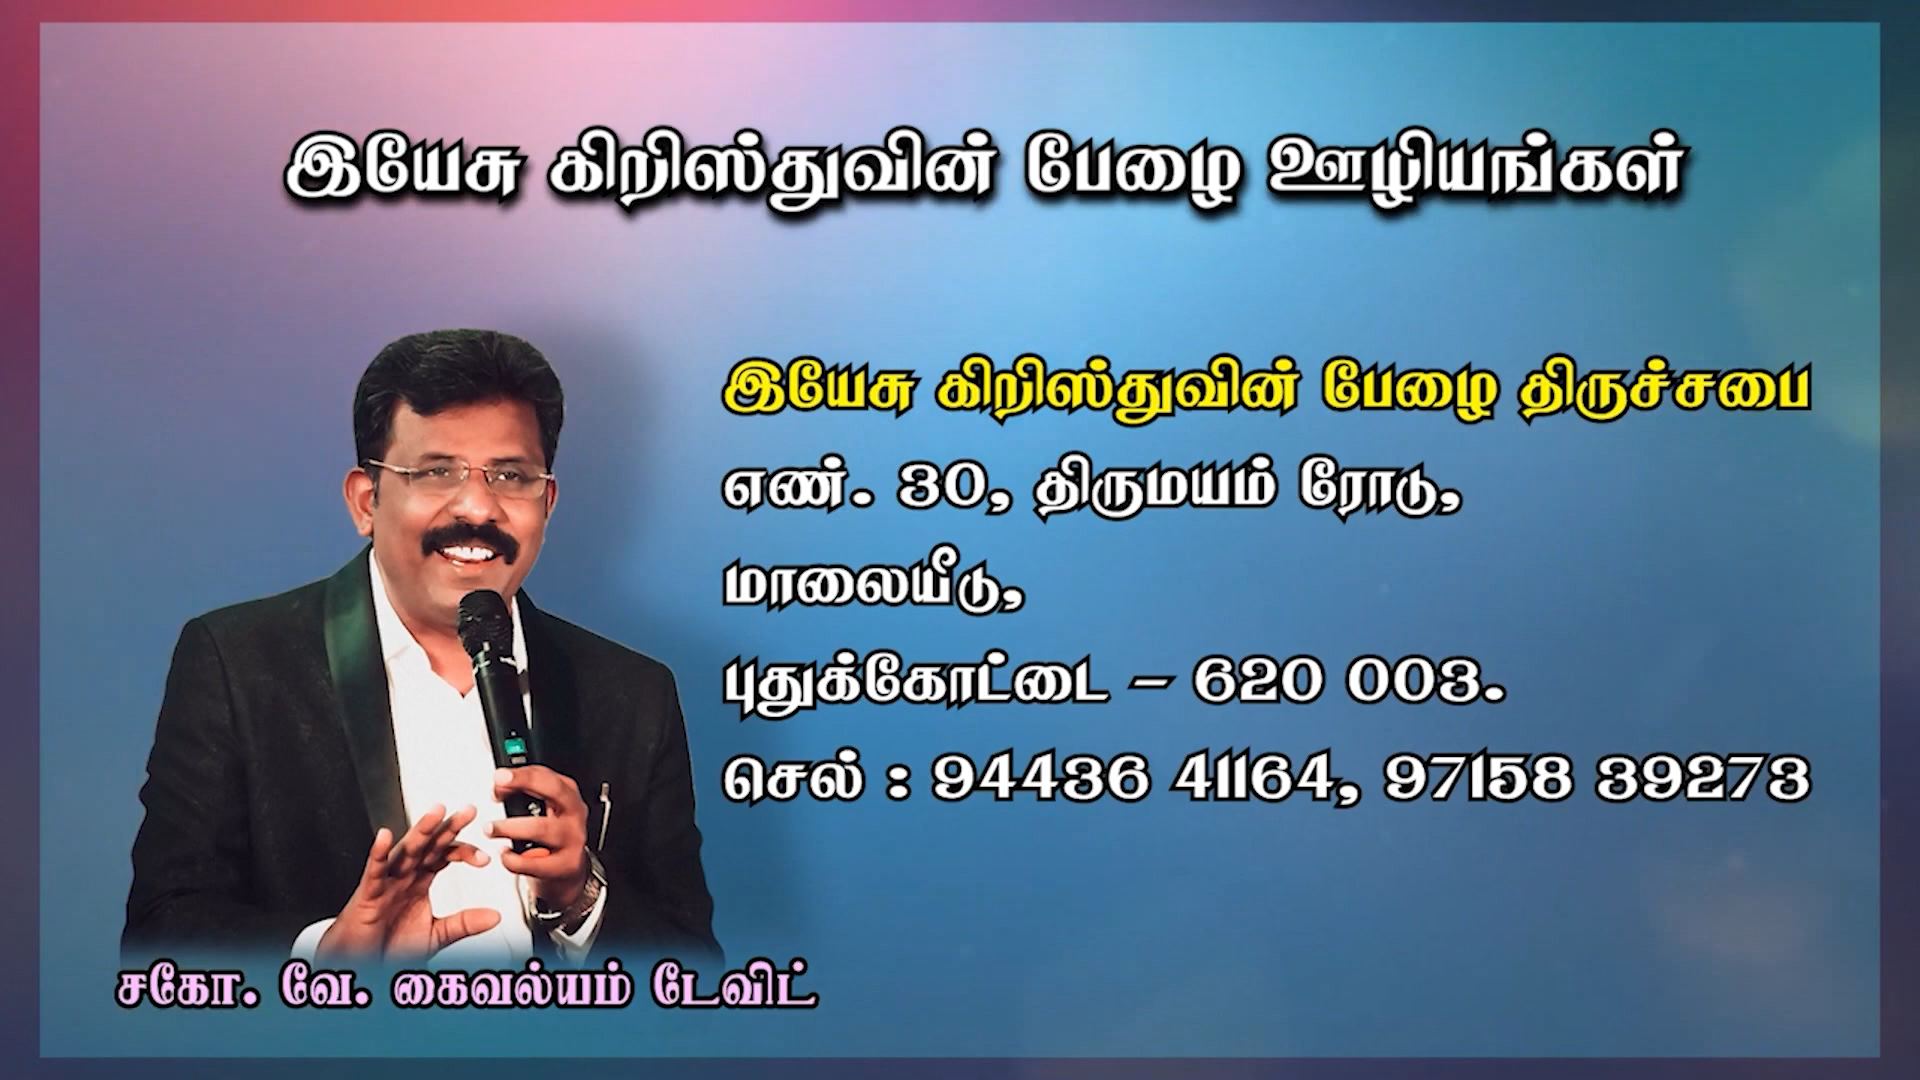 இயேசு கிறிஸ்துவின் பேழை ஊழியங்கள்
இயேசு கிறிஸ்துவின் பேழை திருச்சபை
எண். 30, திருமயம் ரோடு,
மாலையீடு,
புதுக்கோட்டை - 620 003.
செல் : 94436 41164, 97158 39273
சகோ. வே. கைவல்யம் டேவிட்